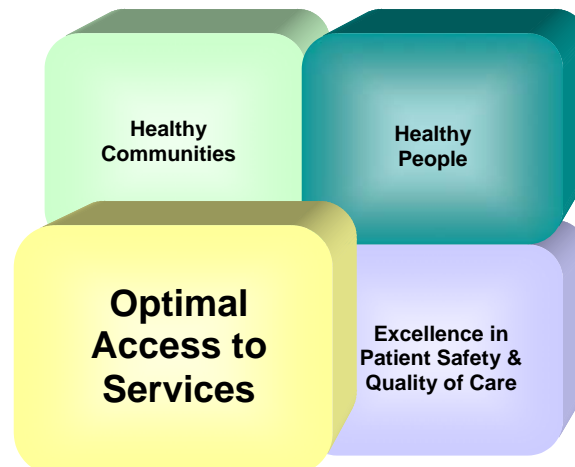 Healthy
Communities
Healthy
People
Optimal
Access to
Services
Excellence in
Patient Safety &
Quality of Care